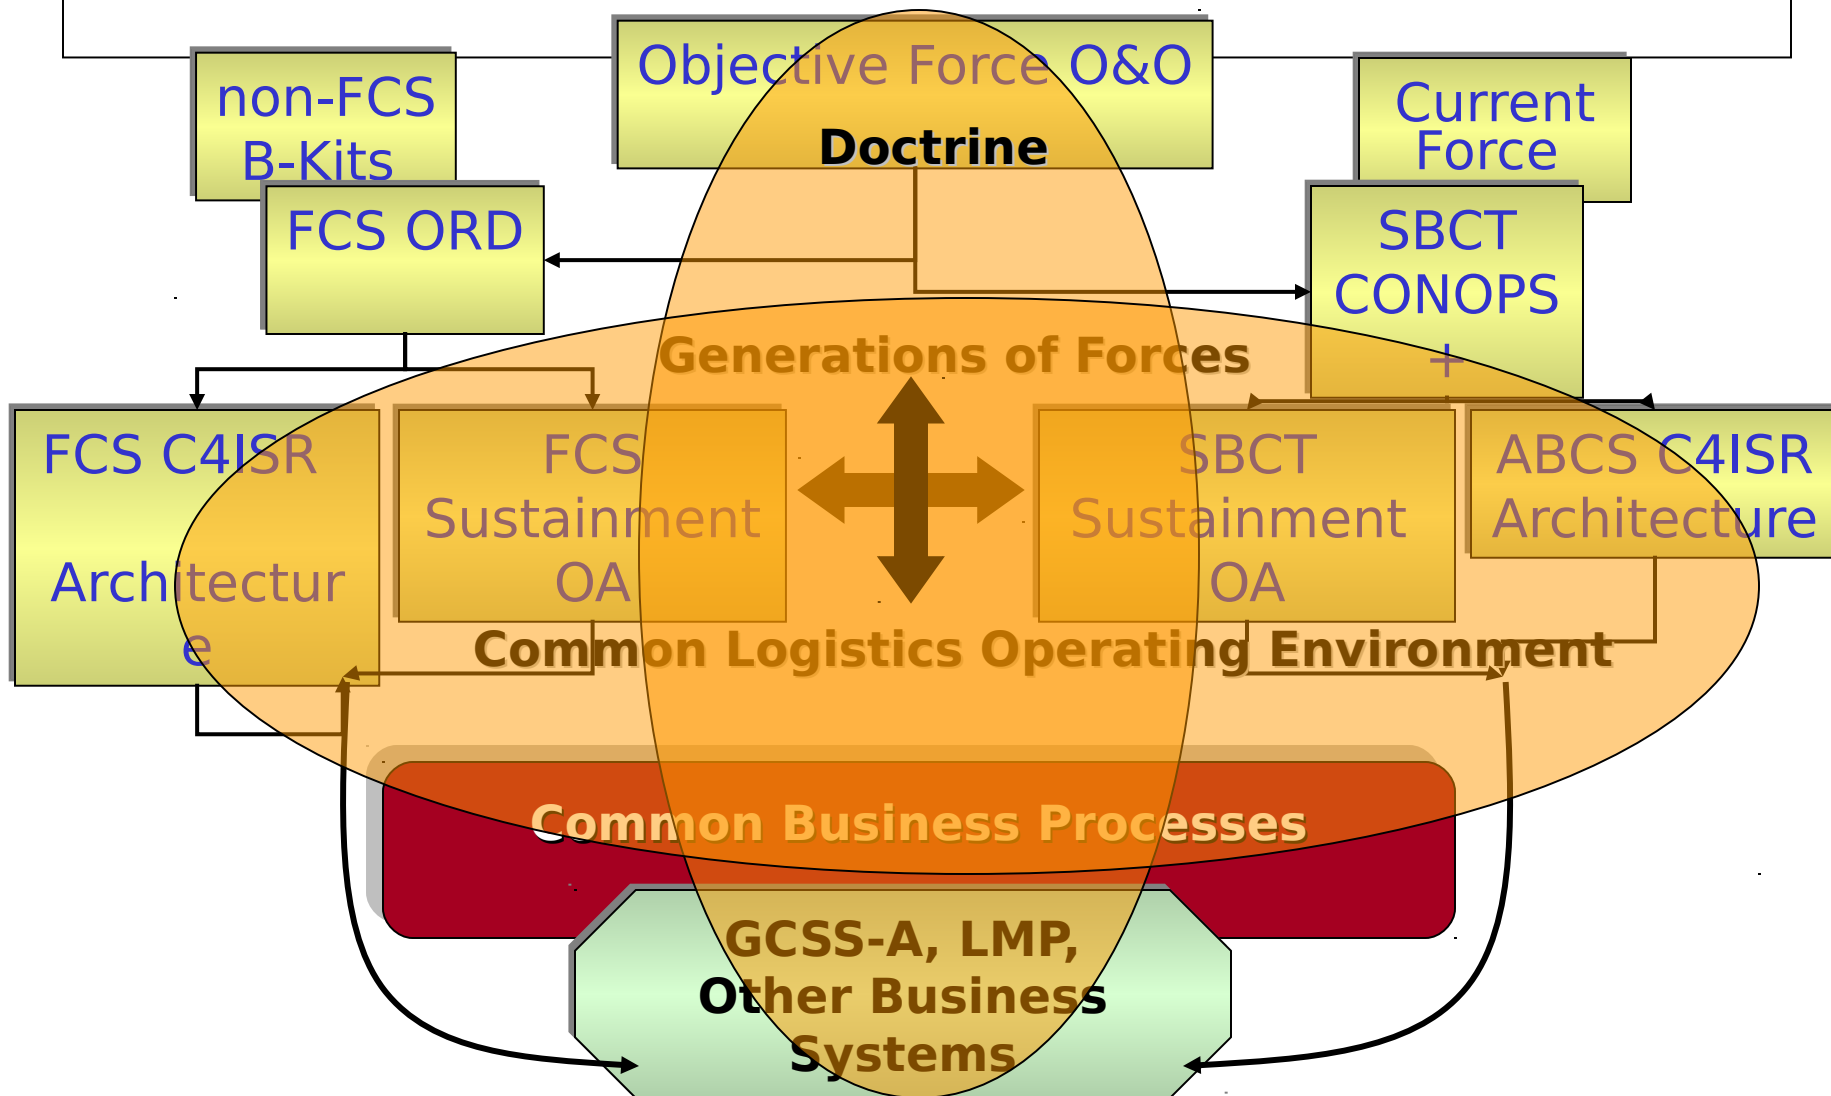 Objective Force O&O
Doctrine
non-FCS
B-Kits
Current
Force
FCS ORD
SBCT
CONOPS
+
Generations of Forces
FCS C4ISR
Architectur
e
FCS
Sustainment
OA
SBCT
Sustainment
OA
ABCS C4ISR
Architecture
Common Logistics Operating Environment
Common Business Processes
GCSS-A, LMP,
Other Business
Systems